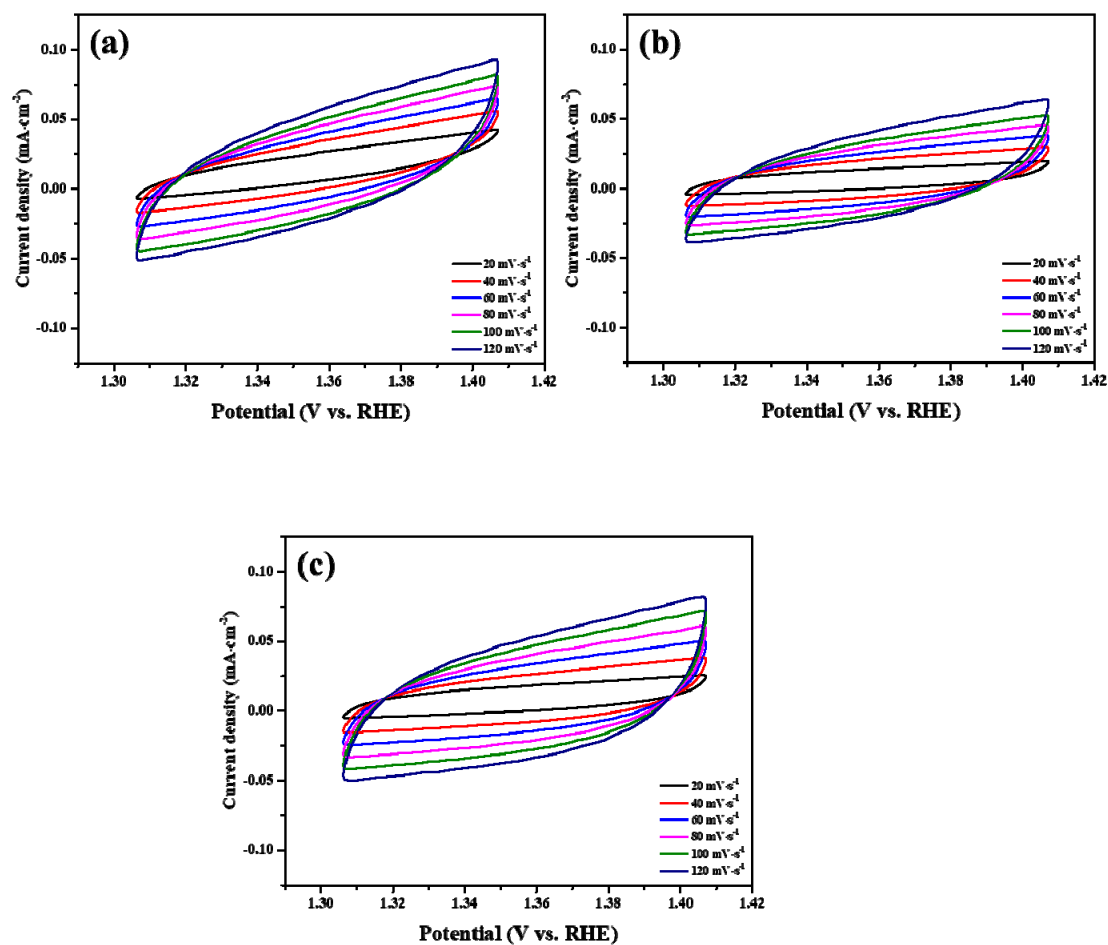 (a)
0.10
0.05
0.00
-0.05
-0.10
Current density (mA·cm⁻²)
20 mV·s⁻¹
40 mV·s⁻¹
60 mV·s⁻¹
80 mV·s⁻¹
100 mV·s⁻¹
120 mV·s⁻¹
1.30 1.32 1.34 1.36 1.38 1.40 1.42
Potential (V vs. RHE)
(b)
0.10
0.05
0.00
-0.05
-0.10
Current density (mA·cm⁻²)
20 mV·s⁻¹
40 mV·s⁻¹
60 mV·s⁻¹
80 mV·s⁻¹
100 mV·s⁻¹
120 mV·s⁻¹
1.30 1.32 1.34 1.36 1.38 1.40 1.42
Potential (V vs. RHE)
(c)
0.10
0.05
0.00
-0.05
-0.10
Current density (mA·cm⁻²)
20 mV·s⁻¹
40 mV·s⁻¹
60 mV·s⁻¹
80 mV·s⁻¹
100 mV·s⁻¹
120 mV·s⁻¹
1.30 1.32 1.34 1.36 1.38 1.40 1.42
Potential (V vs. RHE)